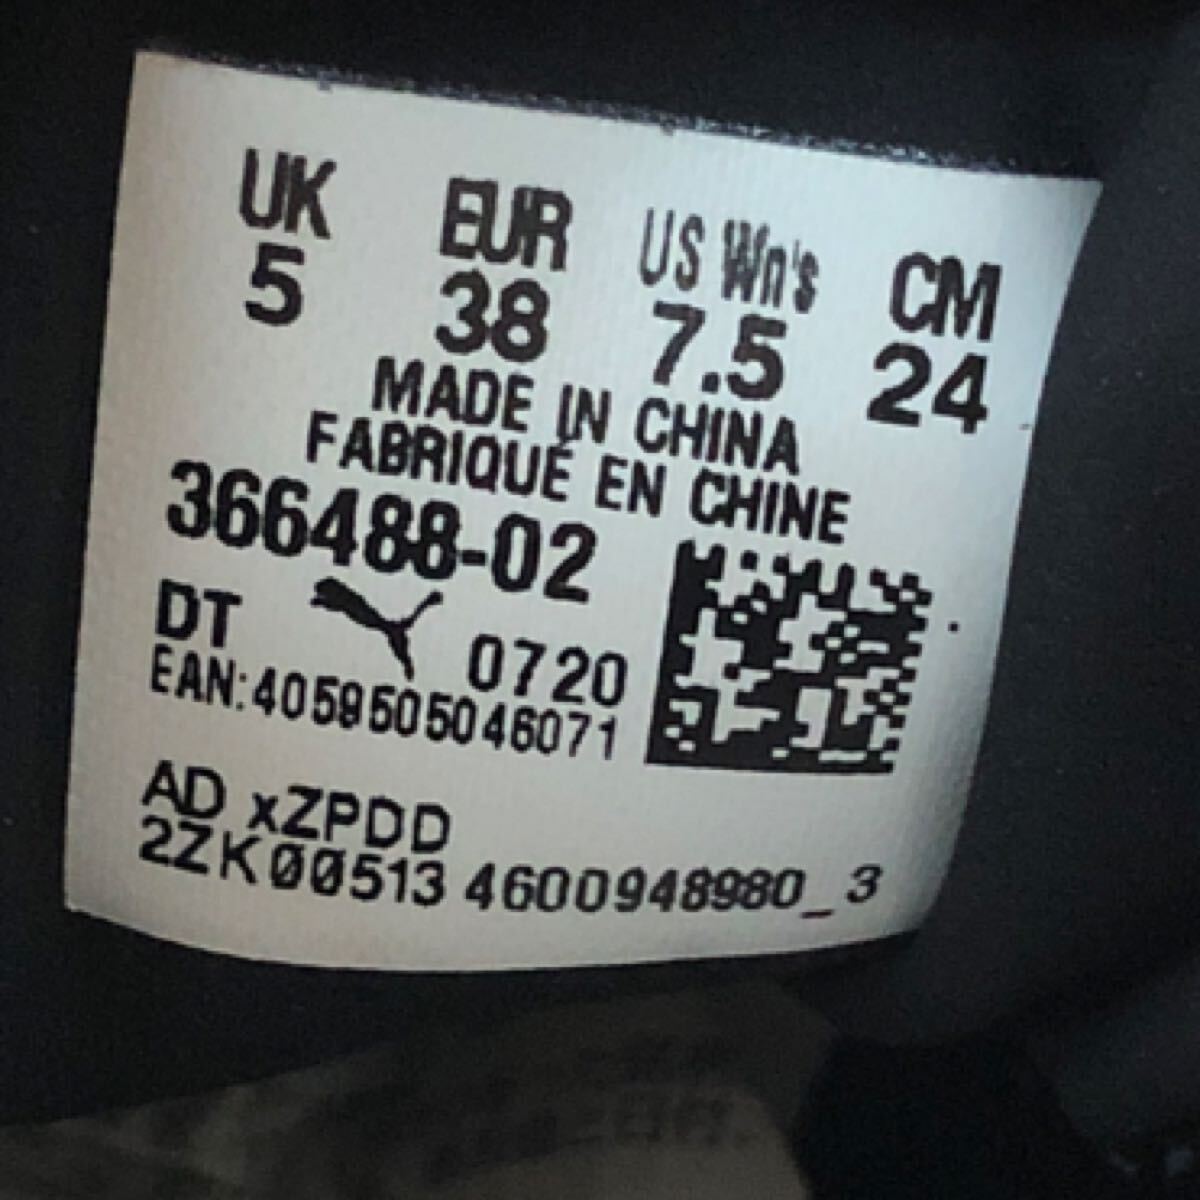 UK EUR US Wn's CM
5 38 7.5 24
MADE IN CHINA
FABRIQUÉ EN CHINE
366488-02
DT 0720
EAN:4059505046071
AD xZPDD
2ZK00513 4600948980_3